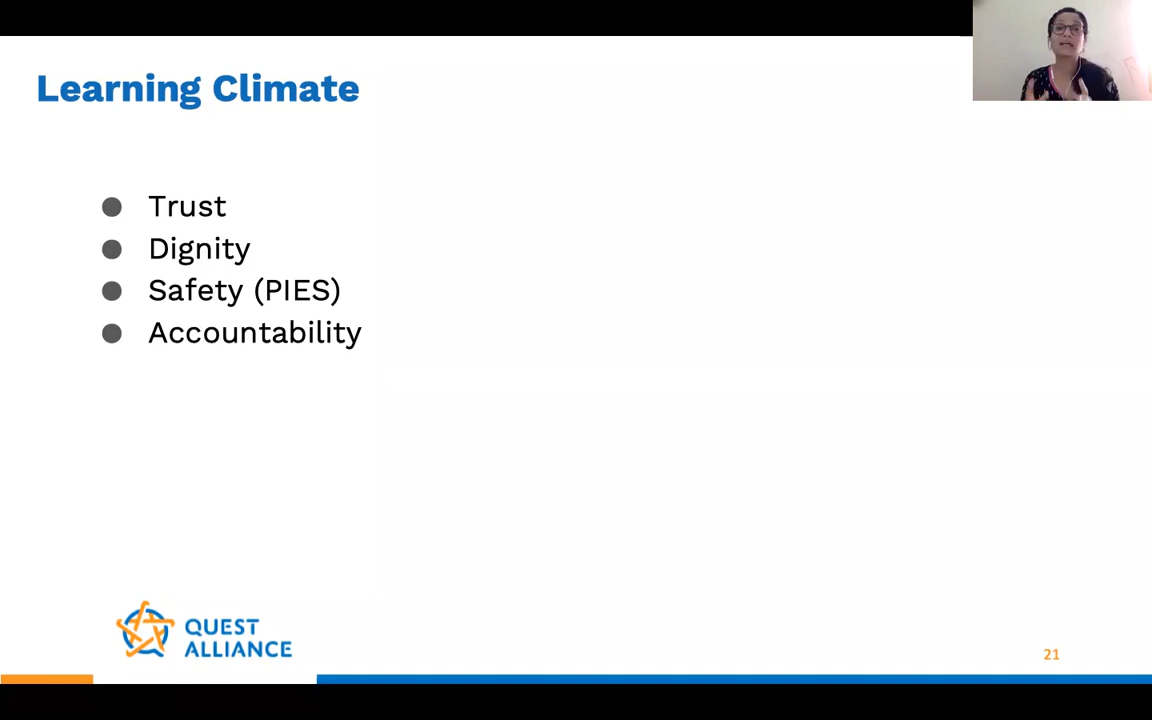 Learning Climate
● Trust
● Dignity
● Safety (PIES)
● Accountability
QUEST
ALLIANCE
21